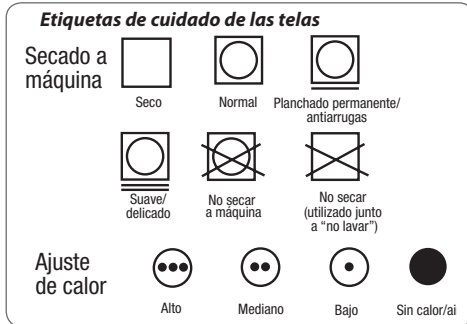 Etiquetas de cuidado de las telas
Secado a
máquina
Seco
Normal
Planchado permanente/
antiarrugas
Suave/
delicado
No secar
a máquina
No secar
(utilizado junto
a “no lavar”)
Ajuste
de calor
Alto
Mediano
Bajo
Sin calor/ai